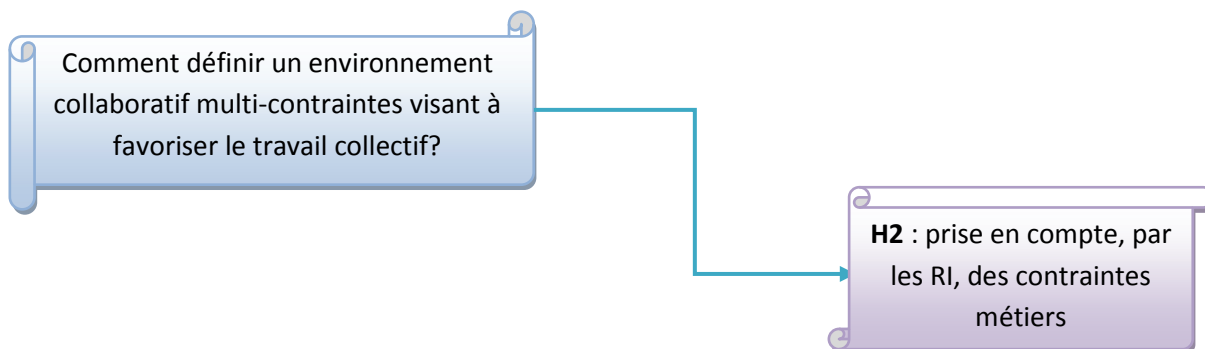 Comment définir un environnement
collaboratif multi-contraintes visant à
favoriser le travail collectif?
H2 : prise en compte, par
les RI, des contraintes
métiers